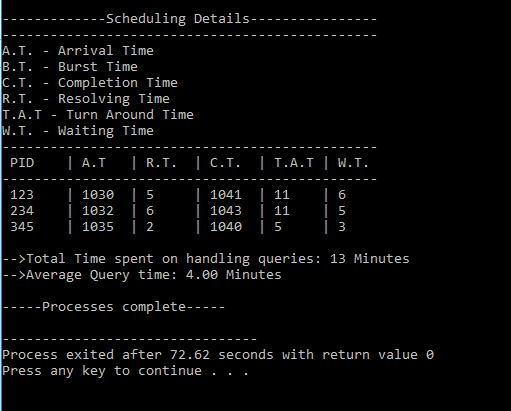 -------------Scheduling Details----------------
-----------------------------------------------
A.T. - Arrival Time
B.T. - Burst Time
C.T. - Completion Time
R.T. - Resolving Time
T.A.T - Turn Around Time
W.T. - Waiting Time
-----------------------------------------------
PID    | A.T   | R.T.  | C.T.  | T.A.T | W.T.
-----------------------------------------------
123    | 1030  | 5     | 1041  | 11    | 6
234    | 1032  | 6     | 1043  | 11    | 5
345    | 1035  | 2     | 1040  | 5     | 3
-->Total Time spent on handling queries: 13 Minutes
-->Average Query time: 4.00 Minutes
-----Processes complete-----
--------------------------------
Process exited after 72.62 seconds with return value 0
Press any key to continue . . .